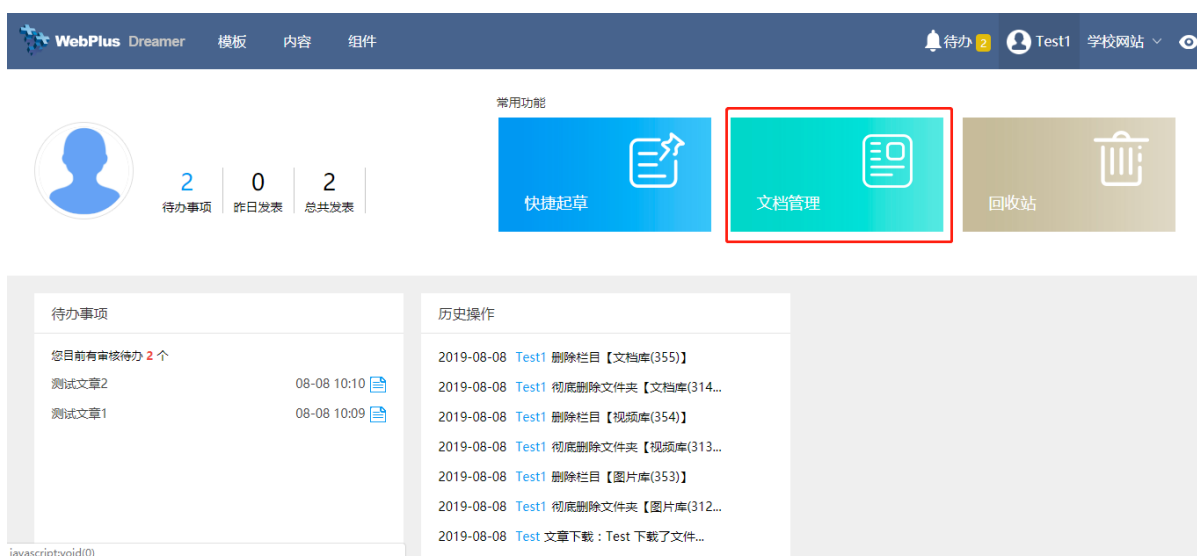 WebPlus Dreamer 模板 内容 组件 待办 2 Test1 学校网站
常用功能
2 0 2
待办事项 昨日发表 总共发表
快捷起草 文档管理 回收站
待办事项
您目前有审核待办 2 个
测试文章2 08-08 10:10
测试文章1 08-08 10:09
历史操作
2019-08-08 Test1 删除栏目【文档库(355)】
2019-08-08 Test1 彻底删除文件夹【文档库(314...
2019-08-08 Test1 删除栏目【视频库(354)】
2019-08-08 Test1 彻底删除文件夹【视频库(313...
2019-08-08 Test1 删除栏目【图片库(353)】
2019-08-08 Test1 彻底删除文件夹【图片库(312...
2019-08-08 Test 文章下载：Test 下载了文件...
javascript:void(0)